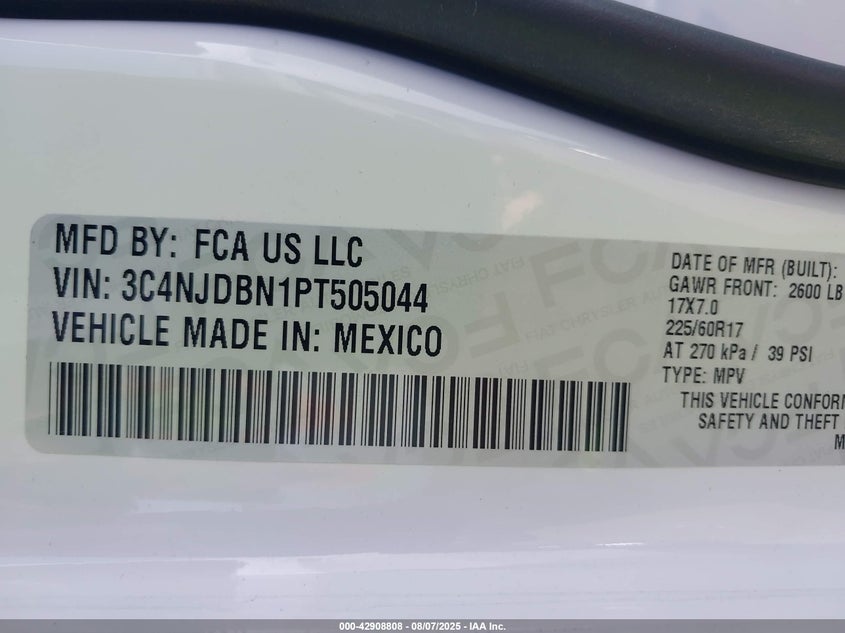 MFD BY: FCA US LLC
VIN: 3C4NJDBN1PT505044
VEHICLE MADE IN: MEXICO
DATE OF MFR (BUILT):
GAWR FRONT: 2600 LB
17X7.0
225/60R17
AT 270 kPa / 39 PSI
TYPE: MPV
THIS VEHICLE CONFOR
SAFETY AND THEFT
M
000-42908808 - 08/07/2025 - IAA Inc.